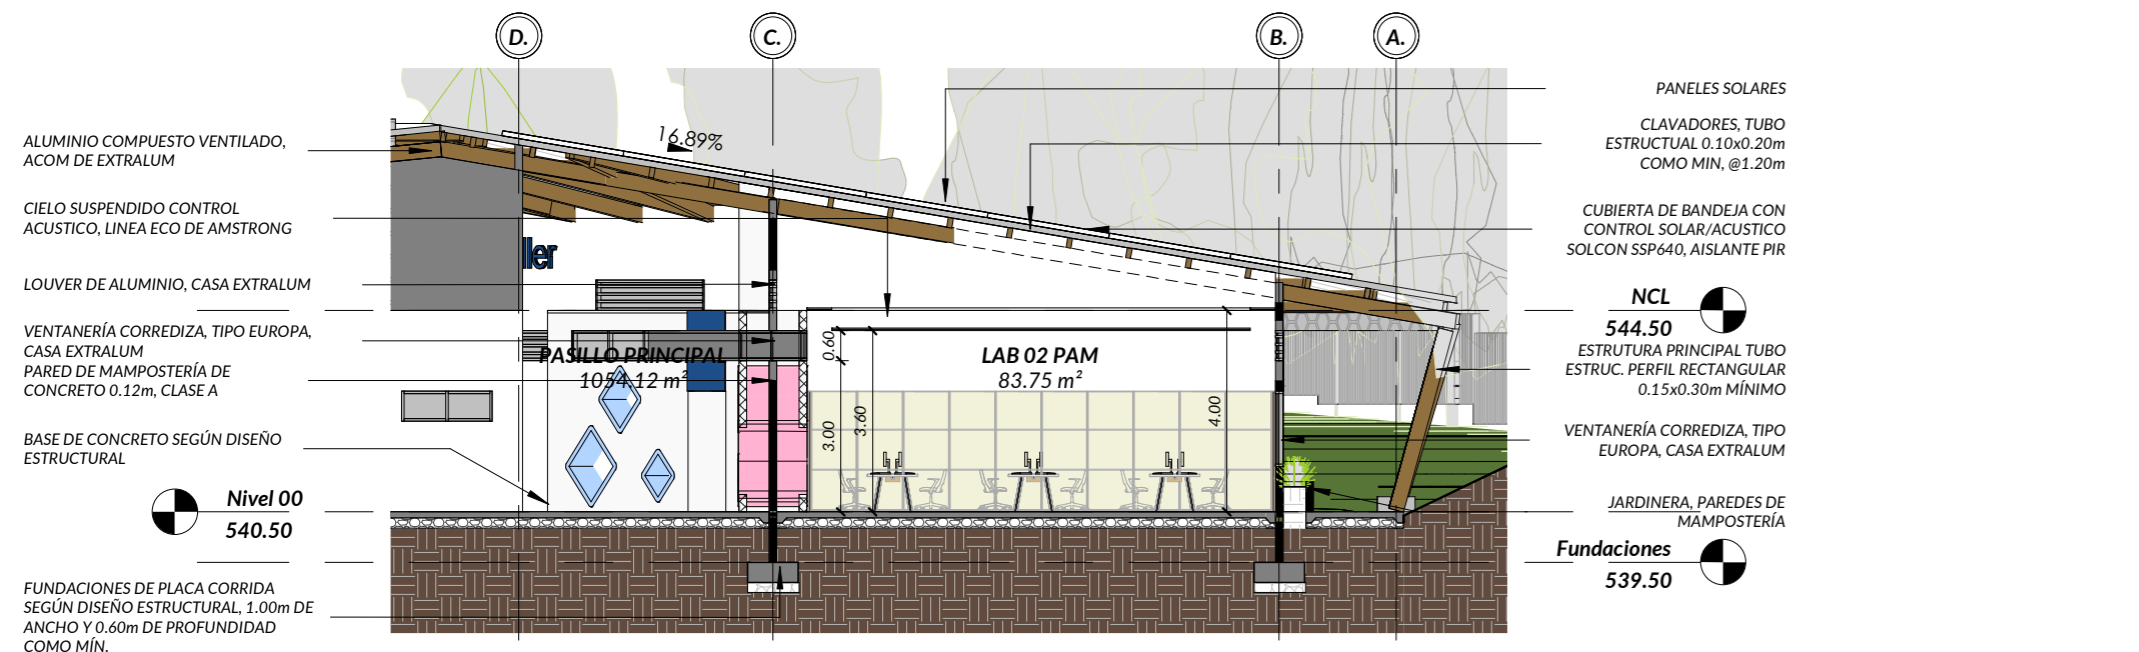 D.
C.
B.
A.
16.89%
ALUMINIO COMPUESTO VENTILADO,
ACOM DE EXTRALUM
CIELO SUSPENDIDO CONTROL
ACUSTICO, LINEA ECO DE AMSTRONG
LOUVER DE ALUMINIO, CASA EXTRALUM
VENTANERÍA CORREDIZA, TIPO EUROPA,
CASA EXTRALUM
PARED DE MAMPOSTERÍA DE
CONCRETO 0.12m, CLASE A
BASE DE CONCRETO SEGÚN DISEÑO
ESTRUCTURAL
Nivel 00
540.50
FUNDACIONES DE PLACA CORRIDA
SEGÚN DISEÑO ESTRUCTURAL, 1.00m DE
ANCHO Y 0.60m DE PROFUNDIDAD
COMO MÍN.
ller
PASILLO PRINCIPAL
1054.12 m²
LAB 02 PAM
83.75 m²
0.60
3.00
3.60
4.00
PANELES SOLARES
CLAVADORES, TUBO
ESTRUCTUAL 0.10x0.20m
COMO MIN, @1.20m
CUBIERTA DE BANDEJA CON
CONTROL SOLAR/ACUSTICO
SOLCON SSP640, AISLANTE PIR
NCL
544.50
ESTRUTURA PRINCIPAL TUBO
ESTRUC. PERFIL RECTANGULAR
0.15x0.30m MÍNIMO
VENTANERÍA CORREDIZA, TIPO
EUROPA, CASA EXTRALUM
JARDINERA, PAREDES DE
MAMPOSTERÍA
Fundaciones
539.50